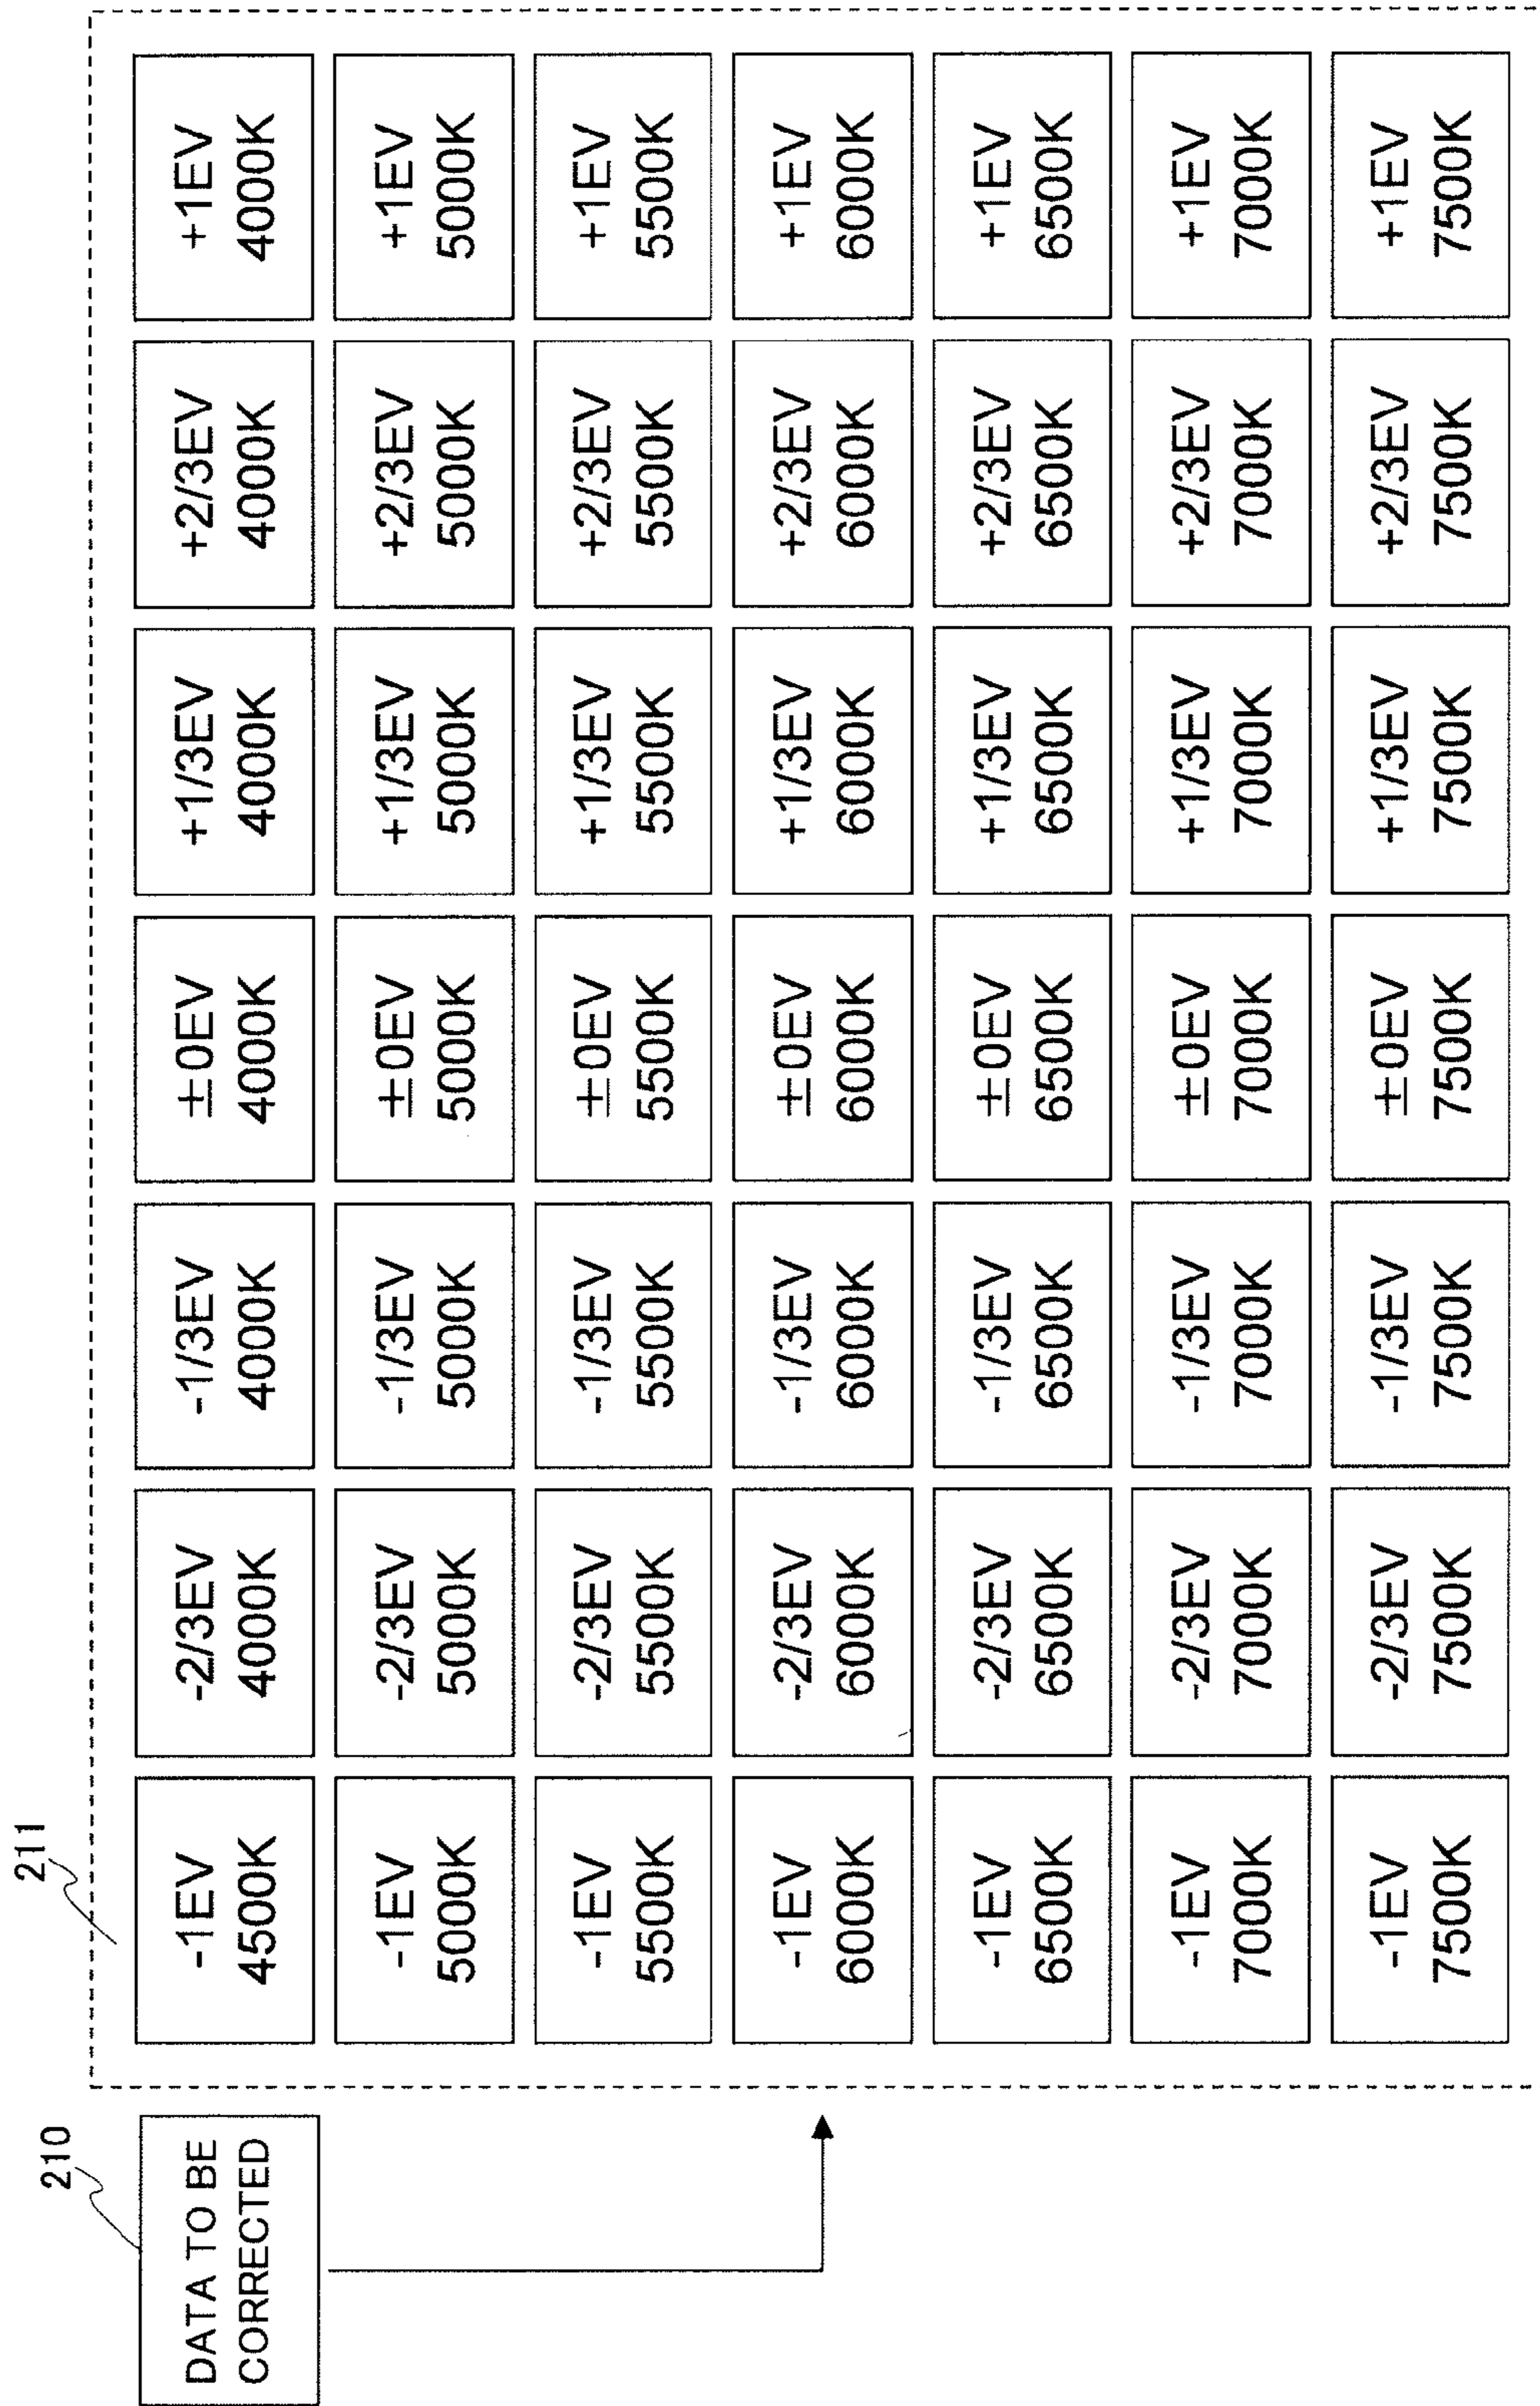 210
DATA TO BE
CORRECTED
211
-1EV
4500K
-2/3EV
4000K
-1/3EV
4000K
±0EV
4000K
+1/3EV
4000K
+2/3EV
4000K
+1EV
4000K
-1EV
5000K
-2/3EV
5000K
-1/3EV
5000K
±0EV
5000K
+1/3EV
5000K
+2/3EV
5000K
+1EV
5000K
-1EV
5500K
-2/3EV
5500K
-1/3EV
5500K
±0EV
5500K
+1/3EV
5500K
+2/3EV
5500K
+1EV
5500K
-1EV
6000K
-2/3EV
6000K
-1/3EV
6000K
±0EV
6000K
+1/3EV
6000K
+2/3EV
6000K
+1EV
6000K
-1EV
6500K
-2/3EV
6500K
-1/3EV
6500K
±0EV
6500K
+1/3EV
6500K
+2/3EV
6500K
+1EV
6500K
-1EV
7000K
-2/3EV
7000K
-1/3EV
7000K
±0EV
7000K
+1/3EV
7000K
+2/3EV
7000K
+1EV
7000K
-1EV
7500K
-2/3EV
7500K
-1/3EV
7500K
±0EV
7500K
+1/3EV
7500K
+2/3EV
7500K
+1EV
7500K